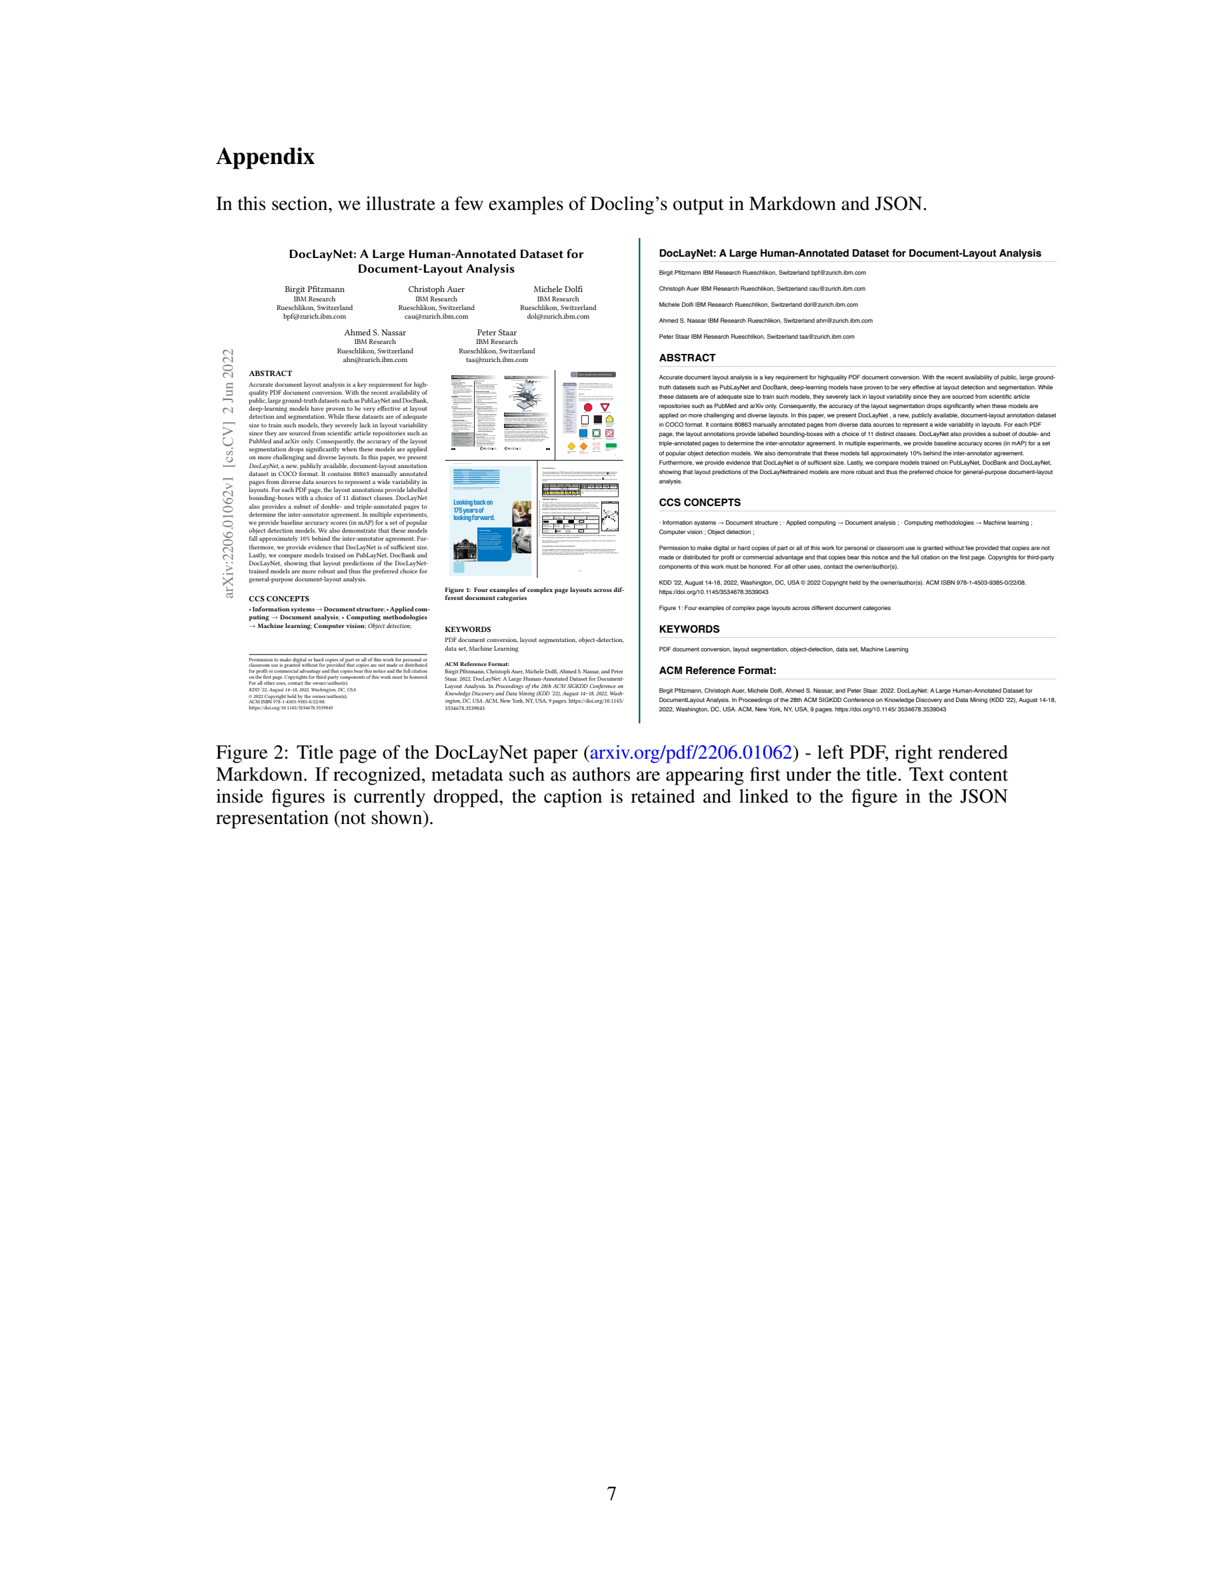 Appendix
In this section, we illustrate a few examples of Docling's output in Markdown and JSON.
arXiv:2206.01062v1 [cs.CV] 2 Jun 2022
DocLayNet: A Large Human-Annotated Dataset for
Document-Layout Analysis
Birgit Pfitzmann
IBM Research
Rueschlikon, Switzerland
bpf@zurich.ibm.com
Christoph Auer
IBM Research
Rueschlikon, Switzerland
cau@zurich.ibm.com
Michele Dolfi
IBM Research
Rueschlikon, Switzerland
dol@zurich.ibm.com
Ahmed S. Nassar
IBM Research
Rueschlikon, Switzerland
ahn@zurich.ibm.com
Peter Staar
IBM Research
Rueschlikon, Switzerland
taa@zurich.ibm.com
ABSTRACT
Accurate document layout analysis is a key requirement for high-
quality PDF document conversion. With the recent availability of
public, large ground-truth datasets such as PubLayNet and DocBank,
deep-learning models have proven to be very effective at layout
detection and segmentation. While these datasets are of adequate
size to train such models, they severely lack in layout variability
since they are sourced from scientific article repositories such as
PubMed and arXiv only. Consequently, the accuracy of the layout
segmentation drops significantly when these models are applied
on more challenging and diverse layouts. In this paper, we present
DocLayNet, a new, publicly available, document-layout annotation
dataset in COCO format. It contains 80863 manually annotated
pages from diverse data sources to represent a wide variability in
layouts. For each PDF page, the layout annotations provide labelled
bounding-boxes with a choice of 11 distinct classes. DocLayNet
also provides a subset of double- and triple-annotated pages to
determine the inter-annotator agreement. In multiple experiments,
we provide baseline accuracy scores (in mAP) for a set of popular
object detection models. We also demonstrate that these models
fall approximately 10% behind the inter-annotator agreement. Fur-
thermore, we provide evidence that DocLayNet is of sufficient size.
Lastly, we compare models trained on PubLayNet, DocBank and
DocLayNet, showing that layout predictions of the DocLayNet-
trained models are more robust and thus the preferred choice for
general-purpose document-layout analysis.
CCS CONCEPTS
• Information systems → Document structure; • Applied com-
puting → Document analysis; • Computing methodologies
→ Machine learning; Computer vision; Object detection;
Permission to make digital or hard copies of part or all of this work for personal or
classroom use is granted without fee provided that copies are not made or distributed
for profit or commercial advantage and that copies bear this notice and the full citation
on the first page. Copyrights for third-party components of this work must be honored.
For all other uses, contact the owner/author(s).
KDD '22, August 14–18, 2022, Washington, DC, USA
© 2022 Copyright held by the owner/author(s).
ACM ISBN 978-1-4503-9385-0/22/08.
https://doi.org/10.1145/3534678.3539043
Looking back on
175 years of
looking forward.
Figure 1: Four examples of complex page layouts across dif-
ferent document categories
KEYWORDS
PDF document conversion, layout segmentation, object-detection,
data set, Machine Learning
ACM Reference Format:
Birgit Pfitzmann, Christoph Auer, Michele Dolfi, Ahmed S. Nassar, and Peter
Staar. 2022. DocLayNet: A Large Human-Annotated Dataset for Document-
Layout Analysis. In Proceedings of the 28th ACM SIGKDD Conference on
Knowledge Discovery and Data Mining (KDD '22), August 14–18, 2022, Wash-
ington, DC, USA. ACM, New York, NY, USA, 9 pages. https://doi.org/10.1145/
3534678.3539043
DocLayNet: A Large Human-Annotated Dataset for Document-Layout Analysis
Birgit Pfitzmann IBM Research Rueschlikon, Switzerland bpf@zurich.ibm.com
Christoph Auer IBM Research Rueschlikon, Switzerland cau@zurich.ibm.com
Michele Dolfi IBM Research Rueschlikon, Switzerland dol@zurich.ibm.com
Ahmed S. Nassar IBM Research Rueschlikon, Switzerland ahn@zurich.ibm.com
Peter Staar IBM Research Rueschlikon, Switzerland taa@zurich.ibm.com
ABSTRACT
Accurate document layout analysis is a key requirement for highquality PDF document conversion. With the recent availability of public, large ground-
truth datasets such as PubLayNet and DocBank, deep-learning models have proven to be very effective at layout detection and segmentation. While
these datasets are of adequate size to train such models, they severely lack in layout variability since they are sourced from scientific article
repositories such as PubMed and arXiv only. Consequently, the accuracy of the layout segmentation drops significantly when these models are
applied on more challenging and diverse layouts. In this paper, we present DocLayNet , a new, publicly available, document-layout annotation dataset
in COCO format. It contains 80863 manually annotated pages from diverse data sources to represent a wide variability in layouts. For each PDF
page, the layout annotations provide labelled bounding-boxes with a choice of 11 distinct classes. DocLayNet also provides a subset of double- and
triple-annotated pages to determine the inter-annotator agreement. In multiple experiments, we provide baseline accuracy scores (in mAP) for a set
of popular object detection models. We also demonstrate that these models fall approximately 10% behind the inter-annotator agreement.
Furthermore, we provide evidence that DocLayNet is of sufficient size. Lastly, we compare models trained on PubLayNet, DocBank and DocLayNet,
showing that layout predictions of the DocLayNettrained models are more robust and thus the preferred choice for general-purpose document-layout
analysis.
CCS CONCEPTS
· Information systems → Document structure ; · Applied computing → Document analysis ; · Computing methodologies → Machine learning ;
Computer vision ; Object detection ;
Permission to make digital or hard copies of part or all of this work for personal or classroom use is granted without fee provided that copies are not
made or distributed for profit or commercial advantage and that copies bear this notice and the full citation on the first page. Copyrights for third-party
components of this work must be honored. For all other uses, contact the owner/author(s).
KDD '22, August 14-18, 2022, Washington, DC, USA © 2022 Copyright held by the owner/author(s). ACM ISBN 978-1-4503-9385-0/22/08.
https://doi.org/10.1145/3534678.3539043
Figure 1: Four examples of complex page layouts across different document categories
KEYWORDS
PDF document conversion, layout segmentation, object-detection, data set, Machine Learning
ACM Reference Format:
Birgit Pfitzmann, Christoph Auer, Michele Dolfi, Ahmed S. Nassar, and Peter Staar. 2022. DocLayNet: A Large Human-Annotated Dataset for
DocumentLayout Analysis. In Proceedings of the 28th ACM SIGKDD Conference on Knowledge Discovery and Data Mining (KDD '22), August 14-18,
2022, Washington, DC, USA. ACM, New York, NY, USA, 9 pages. https://doi.org/10.1145/ 3534678.3539043
Figure 2: Title page of the DocLayNet paper (arxiv.org/pdf/2206.01062) - left PDF, right rendered
Markdown. If recognized, metadata such as authors are appearing first under the title. Text content
inside figures is currently dropped, the caption is retained and linked to the figure in the JSON
representation (not shown).
7